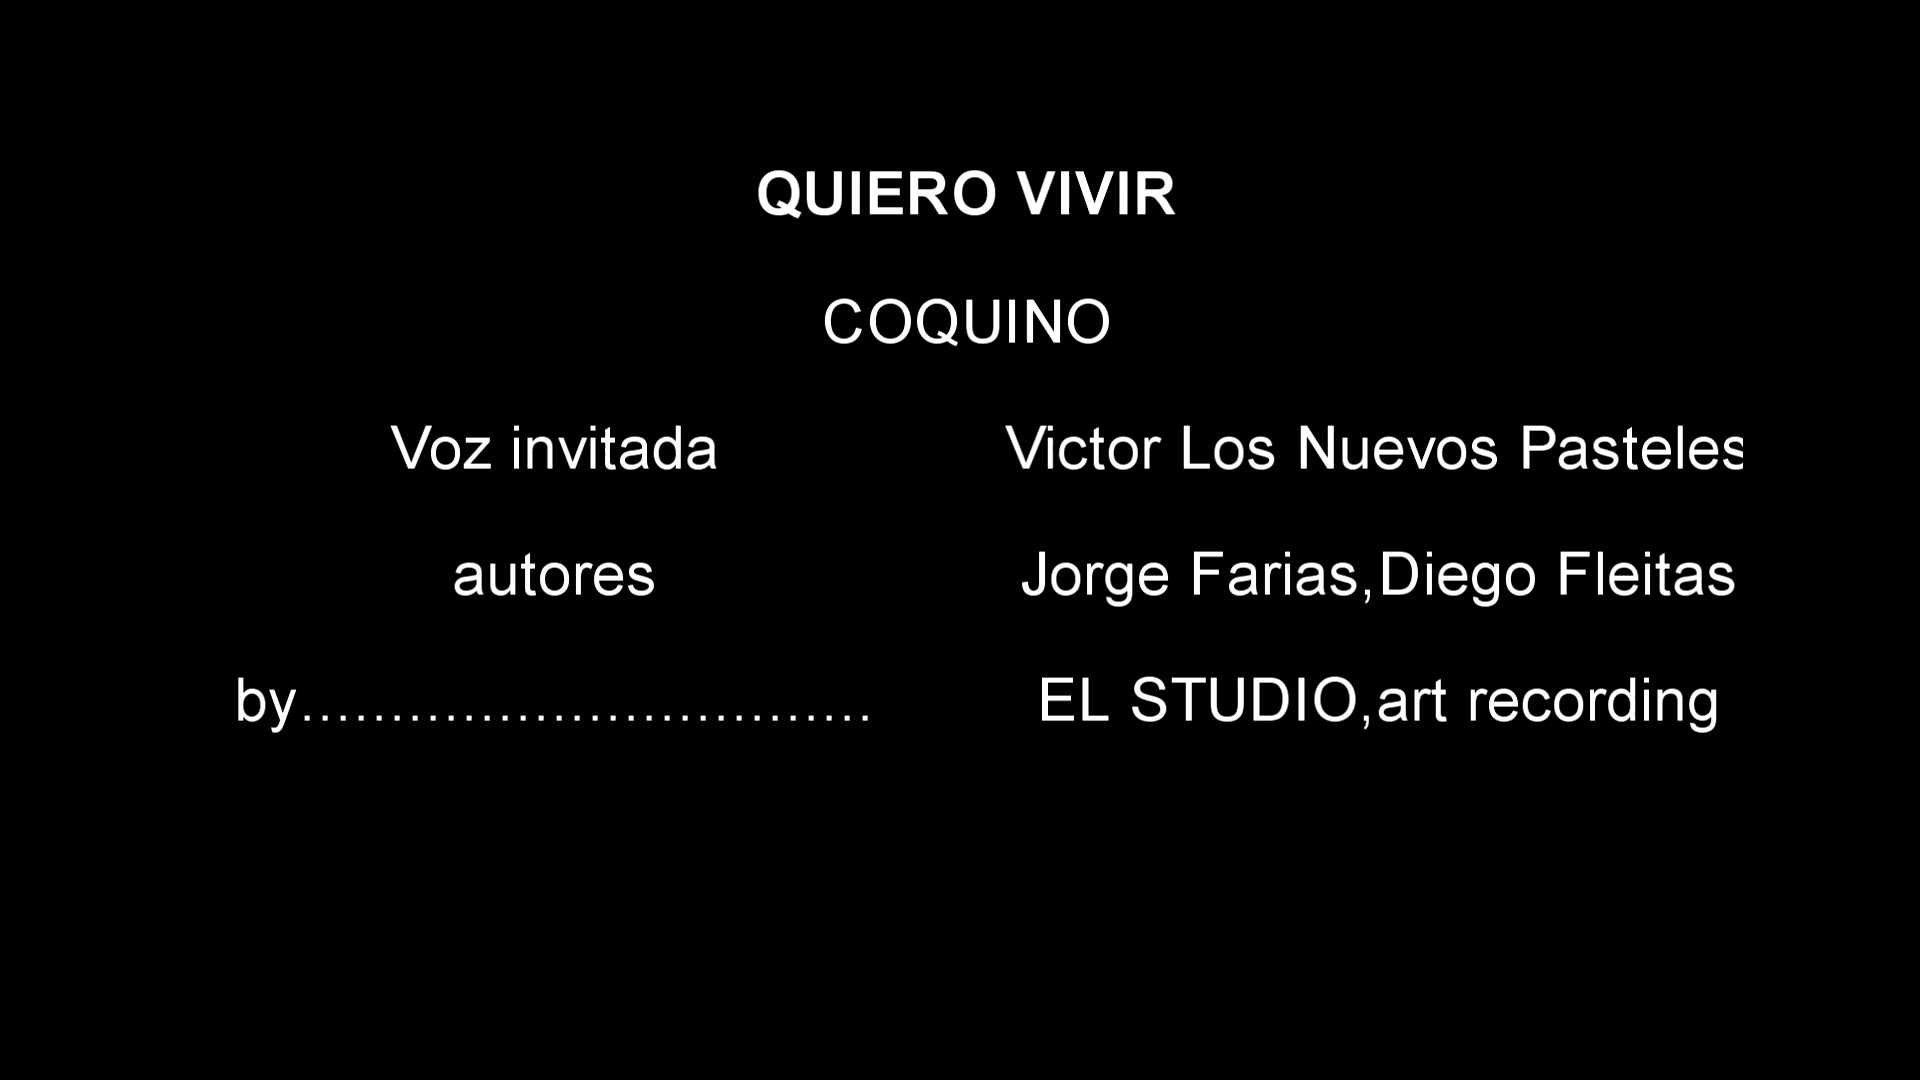 QUIERO VIVIR
COQUINO
Voz invitada Victor Los Nuevos Pasteles
autores Jorge Farias,Diego Fleitas
by............................... EL STUDIO,art recording